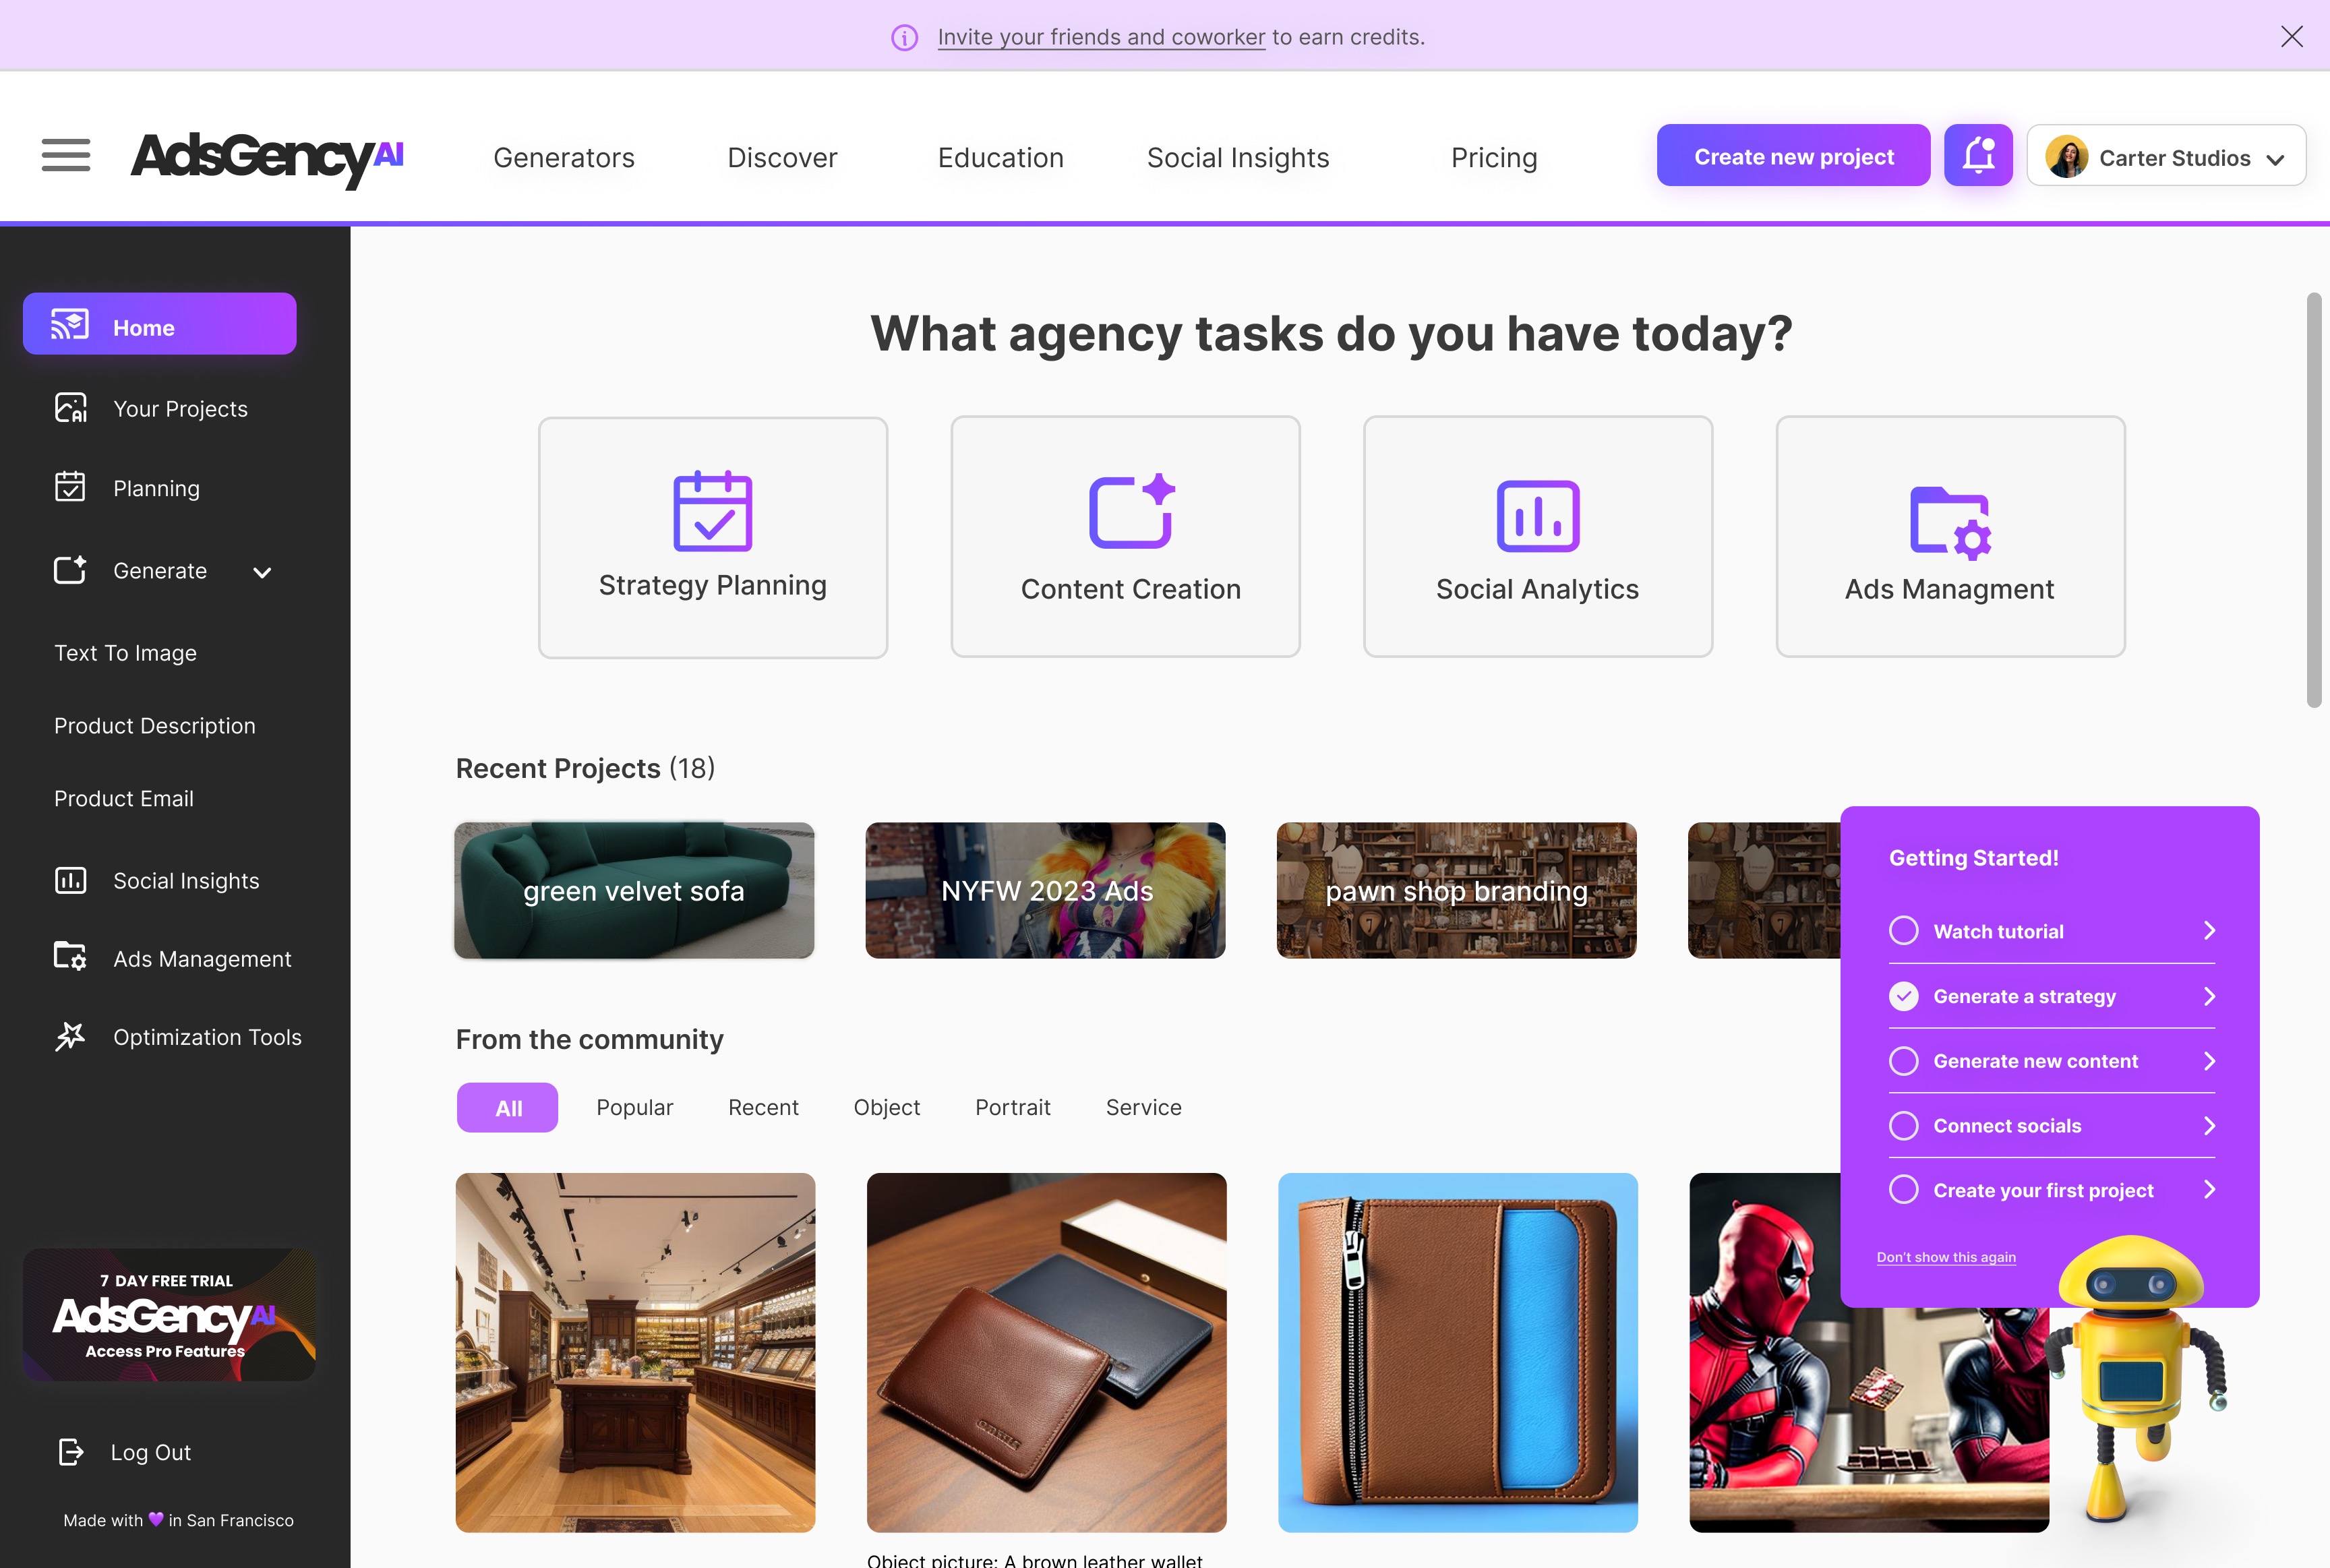 Invite your friends and coworker to earn credits.
AdsGencyAI
Generators
Discover
Education
Social Insights
Pricing
Create new project
Carter Studios
Home
Your Projects
Planning
Generate
Text To Image
Product Description
Product Email
Social Insights
Ads Management
Optimization Tools
7 DAY FREE TRIAL
AdsGencyAI
Access Pro Features
Log Out
Made with 💜 in San Francisco
What agency tasks do you have today?
Strategy Planning
Content Creation
Social Analytics
Ads Managment
Recent Projects (18)
green velvet sofa
NYFW 2023 Ads
pawn shop branding
From the community
All
Popular
Recent
Object
Portrait
Service
Object picture: A brown leather wallet
Getting Started!
Watch tutorial
Generate a strategy
Generate new content
Connect socials
Create your first project
Don't show this again